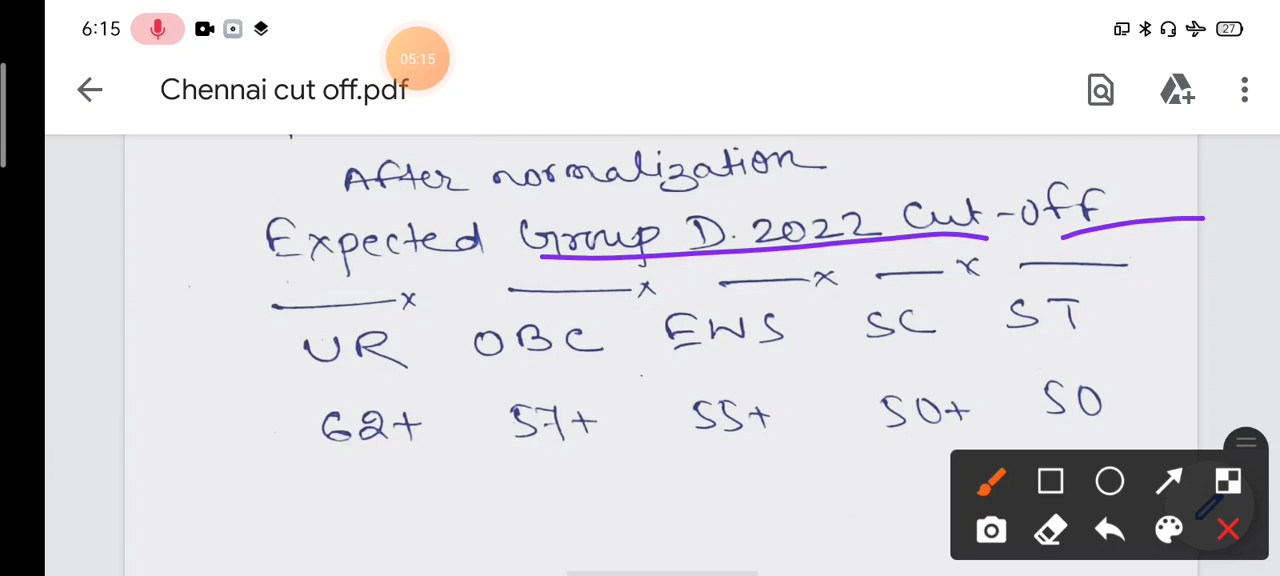 6:15
27
05:15
Chennai cut off.pdf
After normalization
Expected Group D. 2022 Cut-off
UR OBC EWS SC ST
62+ 57+ 55+ 50+ 50